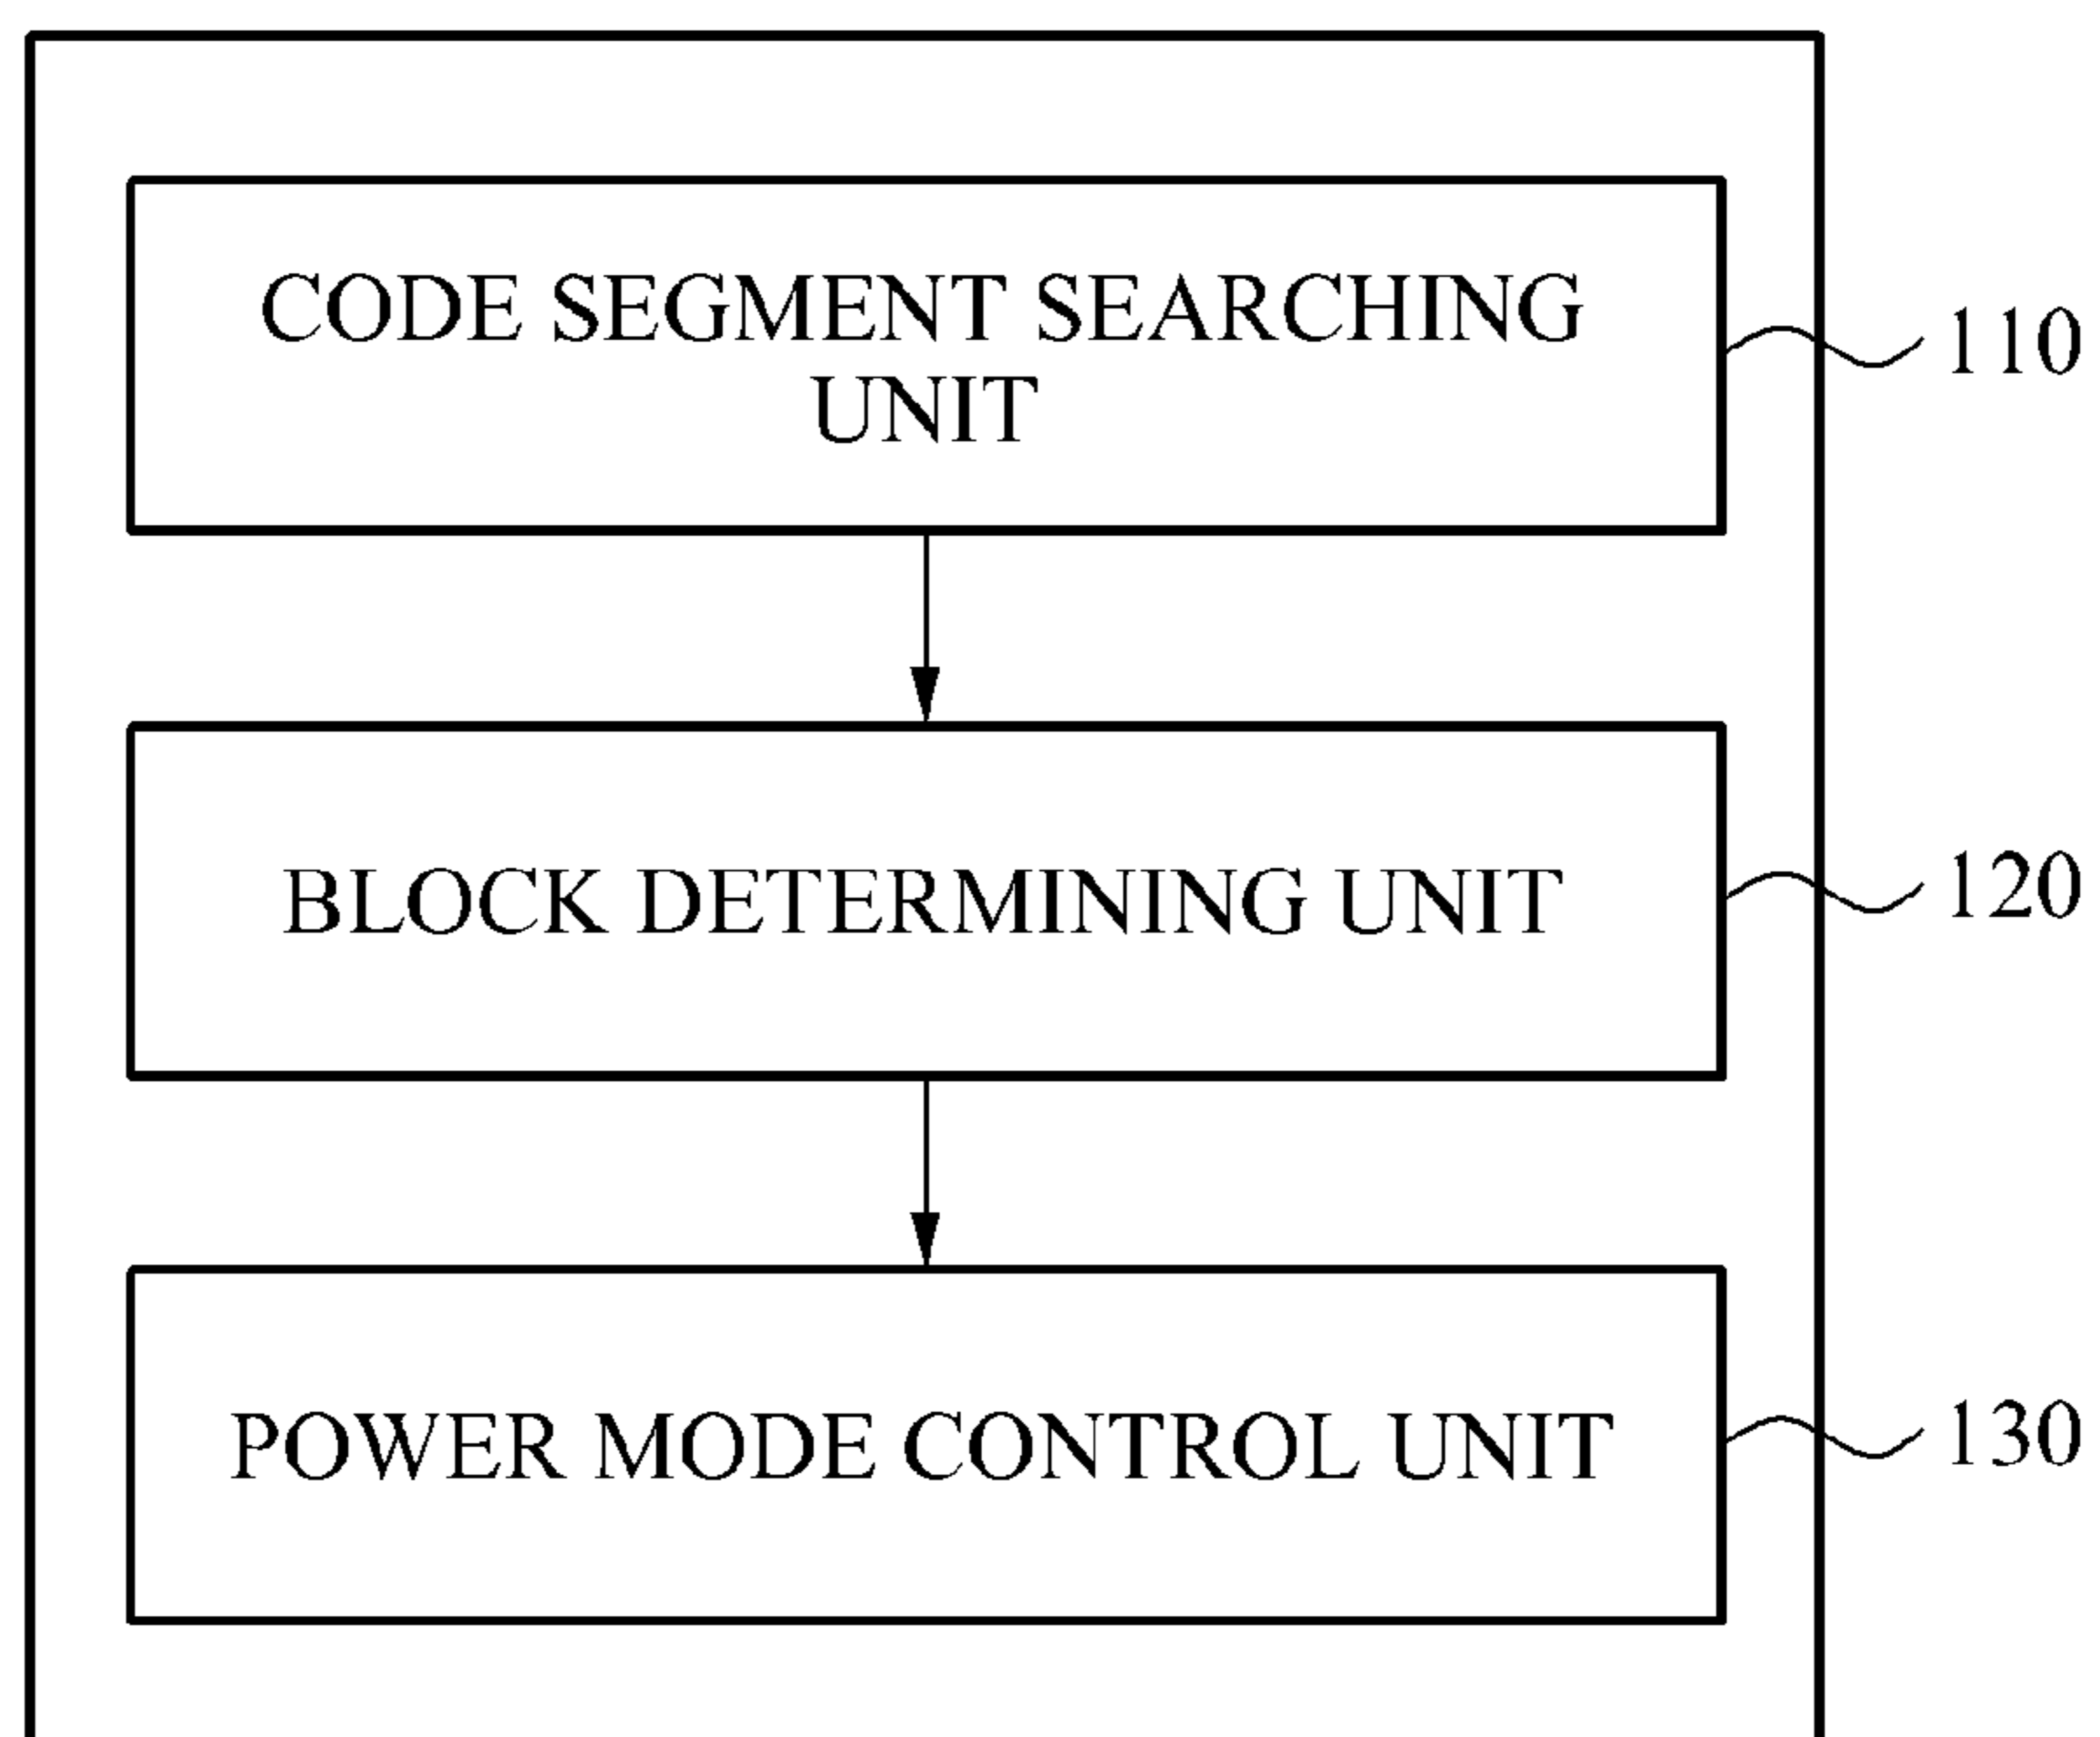 CODE SEGMENT SEARCHING
UNIT
110
BLOCK DETERMINING UNIT
120
POWER MODE CONTROL UNIT
130